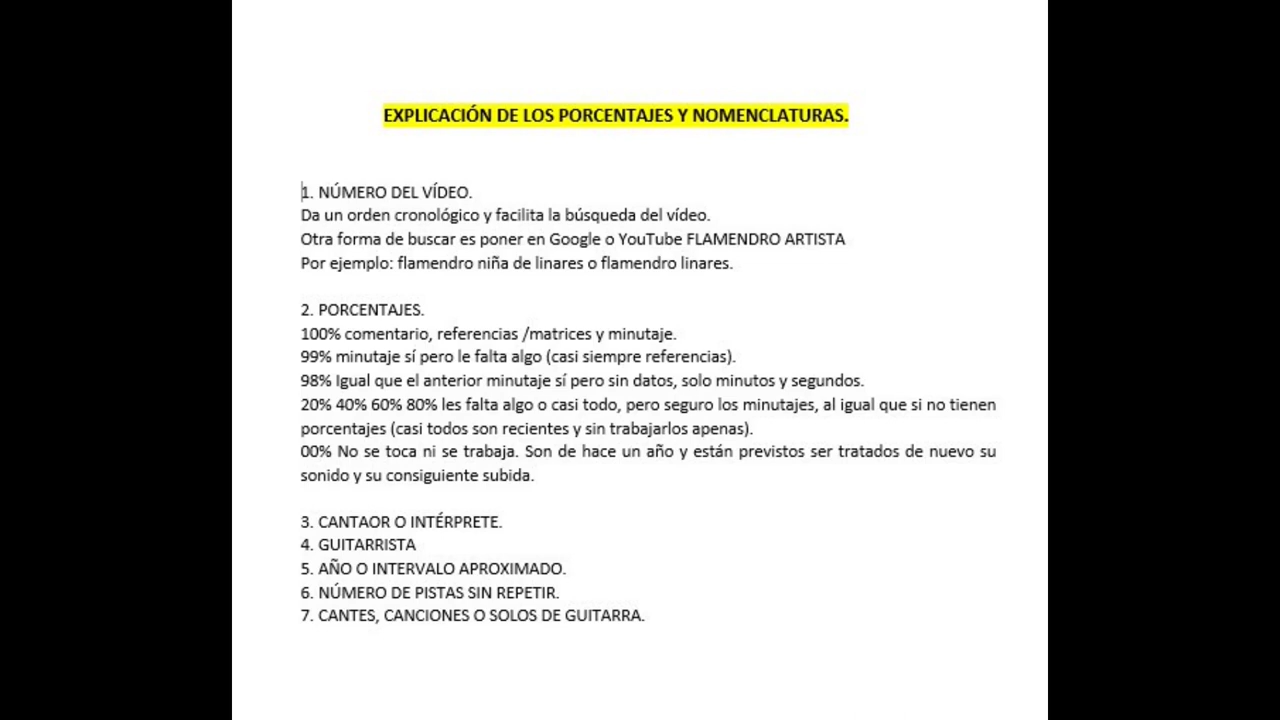 EXPLICACIÓN DE LOS PORCENTAJES Y NOMENCLATURAS.
1. NÚMERO DEL VÍDEO.
Da un orden cronológico y facilita la búsqueda del vídeo.
Otra forma de buscar es poner en Google o YouTube FLAMENDRO ARTISTA
Por ejemplo: flamendro niña de linares o flamendro linares.
2. PORCENTAJES.
100% comentario, referencias /matrices y minutaje.
99% minutaje sí pero le falta algo (casi siempre referencias).
98% Igual que el anterior minutaje sí pero sin datos, solo minutos y segundos.
20% 40% 60% 80% les falta algo o casi todo, pero seguro los minutajes, al igual que si no tienen
porcentajes (casi todos son recientes y sin trabajarlos apenas).
00% No se toca ni se trabaja. Son de hace un año y están previstos ser tratados de nuevo su
sonido y su consiguiente subida.
3. CANTAOR O INTÉRPRETE.
4. GUITARRISTA
5. AÑO O INTERVALO APROXIMADO.
6. NÚMERO DE PISTAS SIN REPETIR.
7. CANTES, CANCIONES O SOLOS DE GUITARRA.